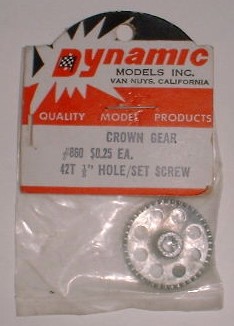 Dynamic
MODELS INC.
VAN NUYS, CALIFORNIA
QUALITY MODEL PRODUCTS
CROWN GEAR
#860 $0.25 EA.
42T 1/8" HOLE/SET SCREW